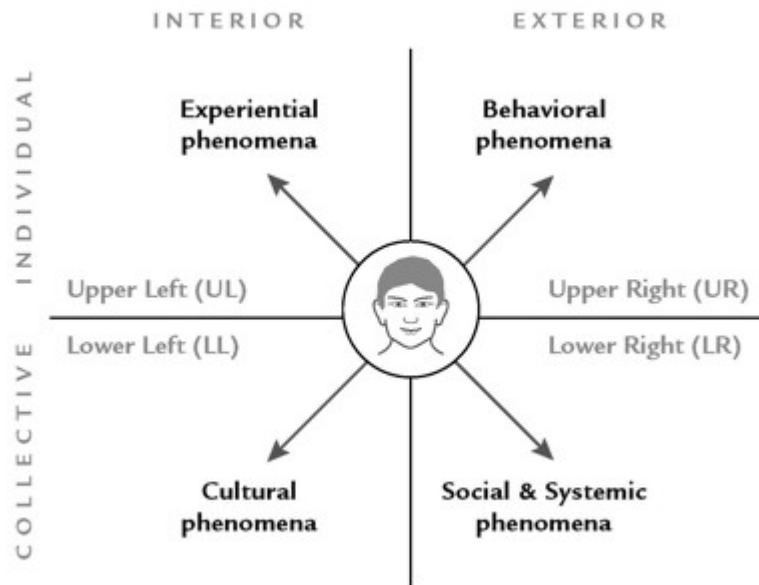 INTERIOR
EXTERIOR
INDIVIDUAL
Experiential
phenomena
Behavioral
phenomena
Upper Left (UL)
Upper Right (UR)
COLLECTIVE
Lower Left (LL)
Lower Right (LR)
Cultural
phenomena
Social & Systemic
phenomena